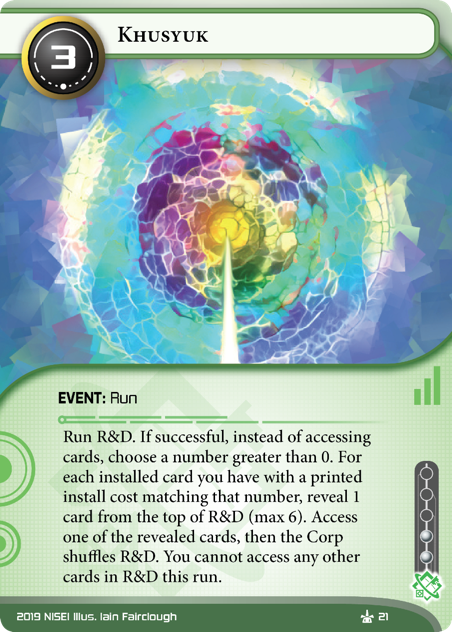 3
Khusyuk
EVENT: Run
Run R&D. If successful, instead of accessing
cards, choose a number greater than 0. For
each installed card you have with a printed
install cost matching that number, reveal 1
card from the top of R&D (max 6). Access
one of the revealed cards, then the Corp
shuffles R&D. You cannot access any other
cards in R&D this run.
2019 NISEI Illus. Iain Fairclough 21